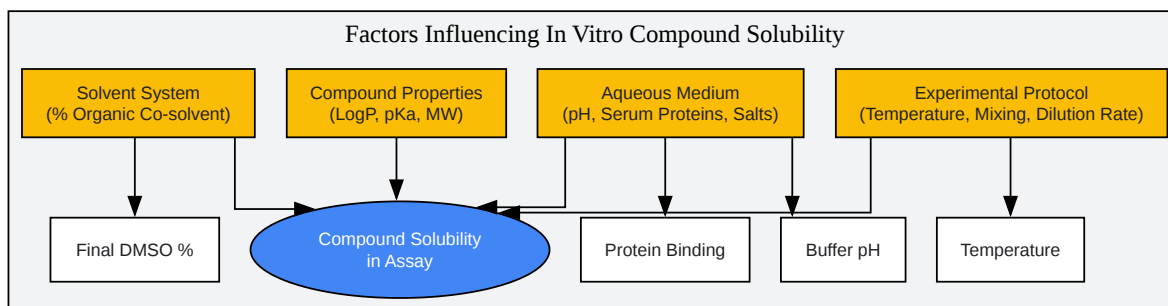 Factors Influencing In Vitro Compound Solubility
Solvent System
(% Organic Co-solvent)
Compound Properties
(LogP, pKa, MW)
Aqueous Medium
(pH, Serum Proteins, Salts)
Experimental Protocol
(Temperature, Mixing, Dilution Rate)
Final DMSO %
Compound Solubility
in Assay
Protein Binding
Buffer pH
Temperature